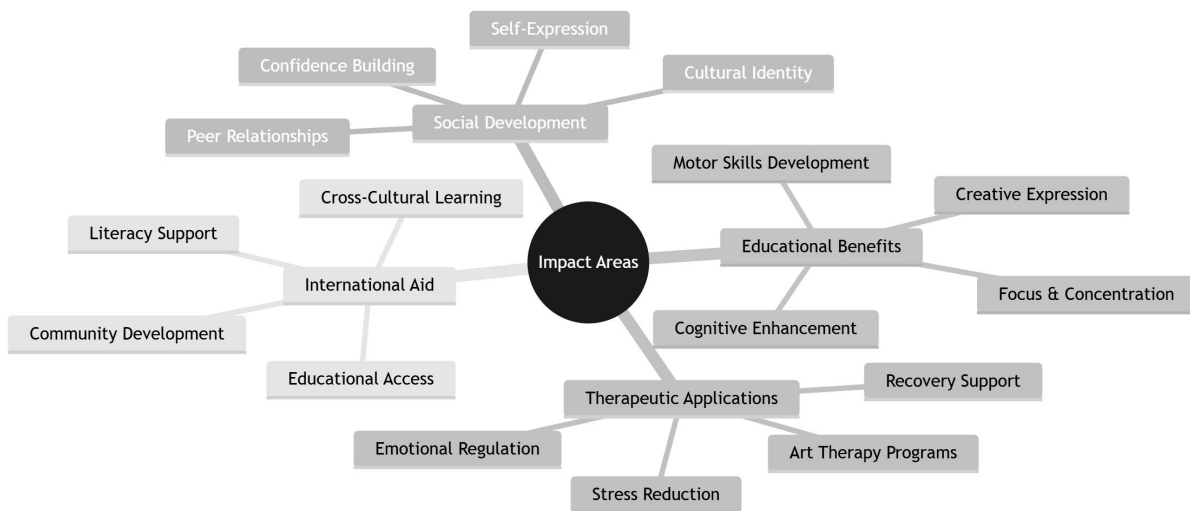 Self-Expression
Confidence Building
Cultural Identity
Social Development
Peer Relationships
Motor Skills Development
Cross-Cultural Learning
Creative Expression
Literacy Support
Educational Benefits
Impact Areas
International Aid
Focus & Concentration
Community Development
Cognitive Enhancement
Educational Access
Recovery Support
Therapeutic Applications
Emotional Regulation
Art Therapy Programs
Stress Reduction